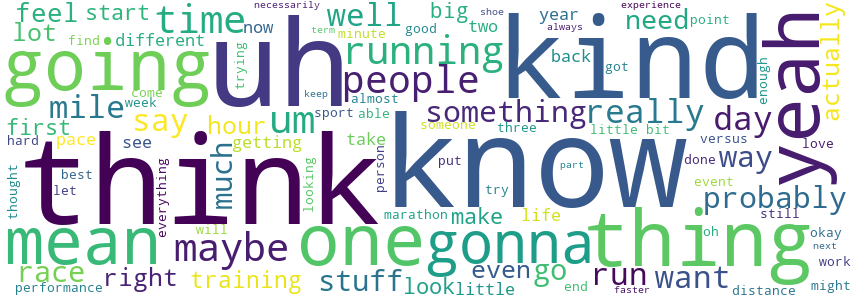 feel start time
lot
find different now
well big year necessarily experience
term minute good two
shoe always
need point
going uh kind yeah actually
trying running back got
come week people almost
mile sport able keep
say hour um something really day enough
first pace getting take someone three little bit versus love
hard see
think know way
much put done
thought best let everything looking person try part event
mean maybe one marathon make life probably
gonna thing still
will oh okay
race right training stuff look little even go run want next work
performance end faster distance might